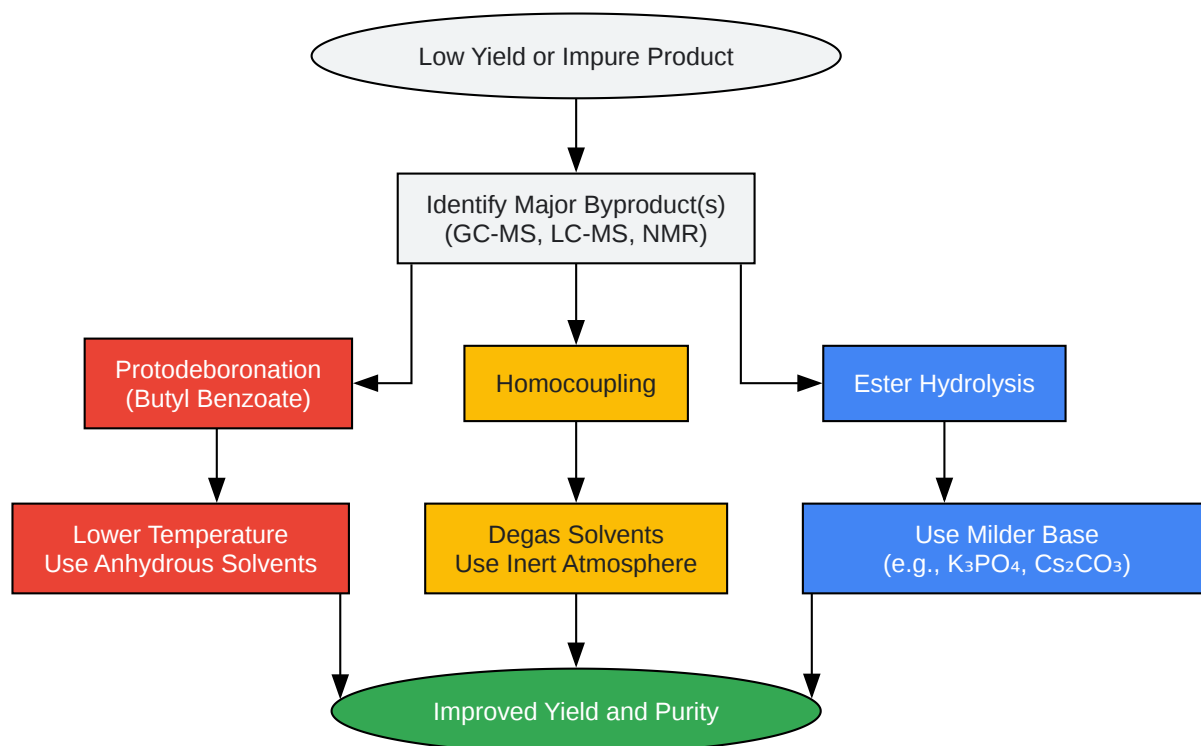 Low Yield or Impure Product
Identify Major Byproduct(s)
(GC-MS, LC-MS, NMR)
Protodeboronation
(Butyl Benzoate)
Homocoupling
Ester Hydrolysis
Lower Temperature
Use Anhydrous Solvents
Degas Solvents
Use Inert Atmosphere
Use Milder Base
(e.g., K₃PO₄, Cs₂CO₃)
Improved Yield and Purity